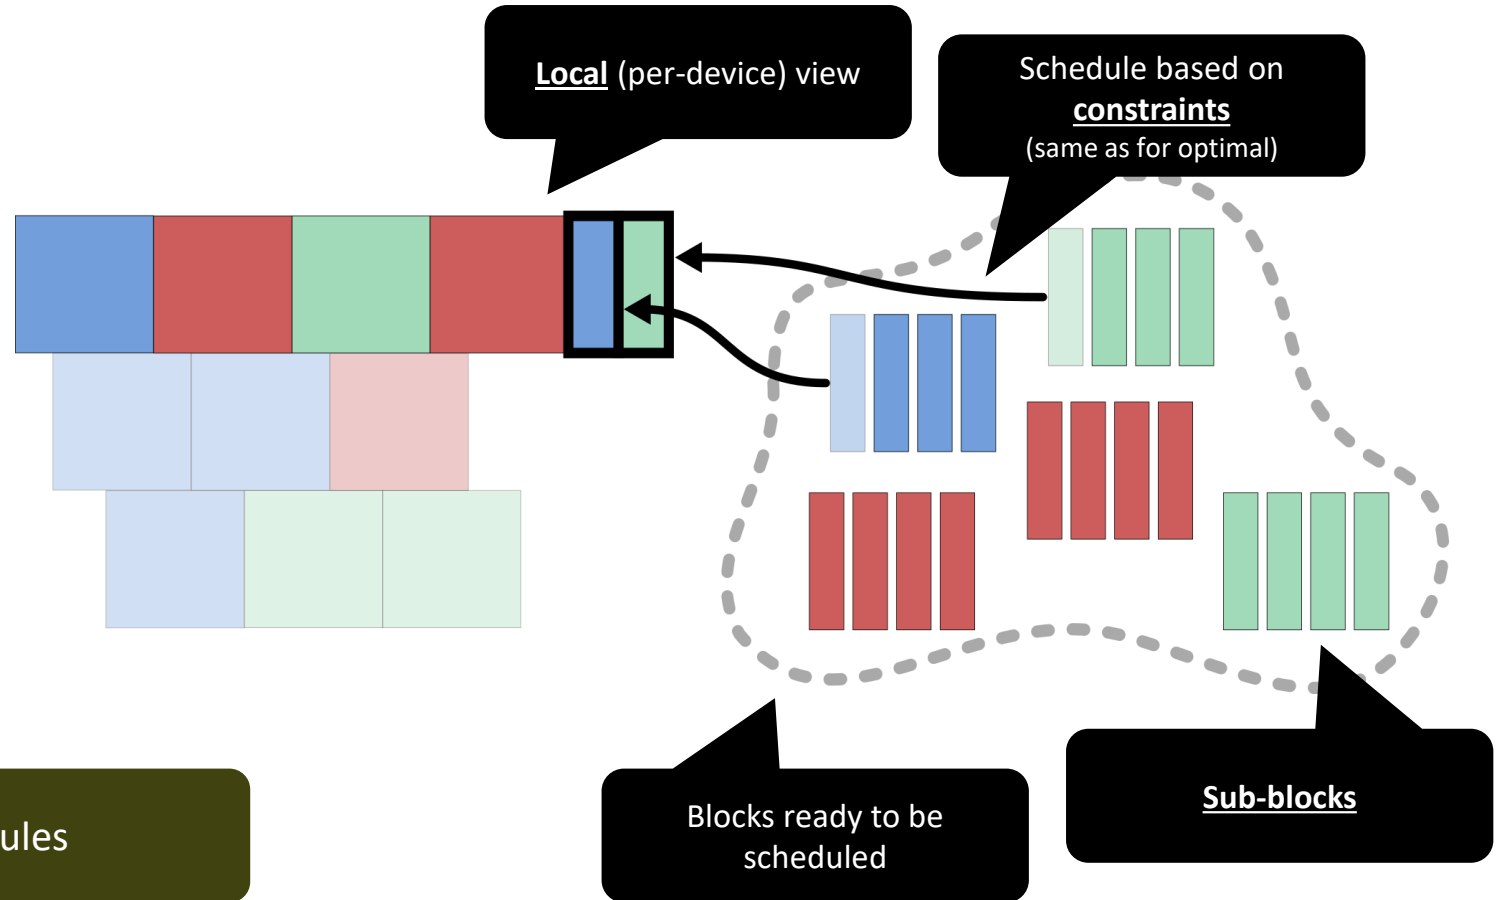 Local (per-device) view
Schedule based on
constraints
(same as for optimal)
Sub-blocks
Blocks ready to be
scheduled